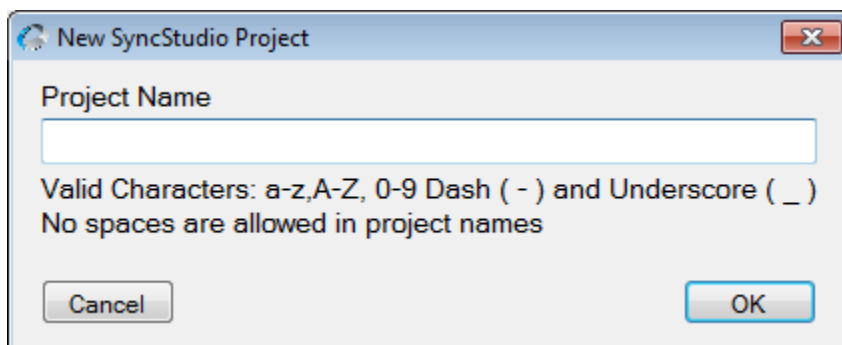 New SyncStudio Project
Project Name
Valid Characters: a-z,A-Z, 0-9 Dash ( - ) and Underscore ( _ )
No spaces are allowed in project names
Cancel OK